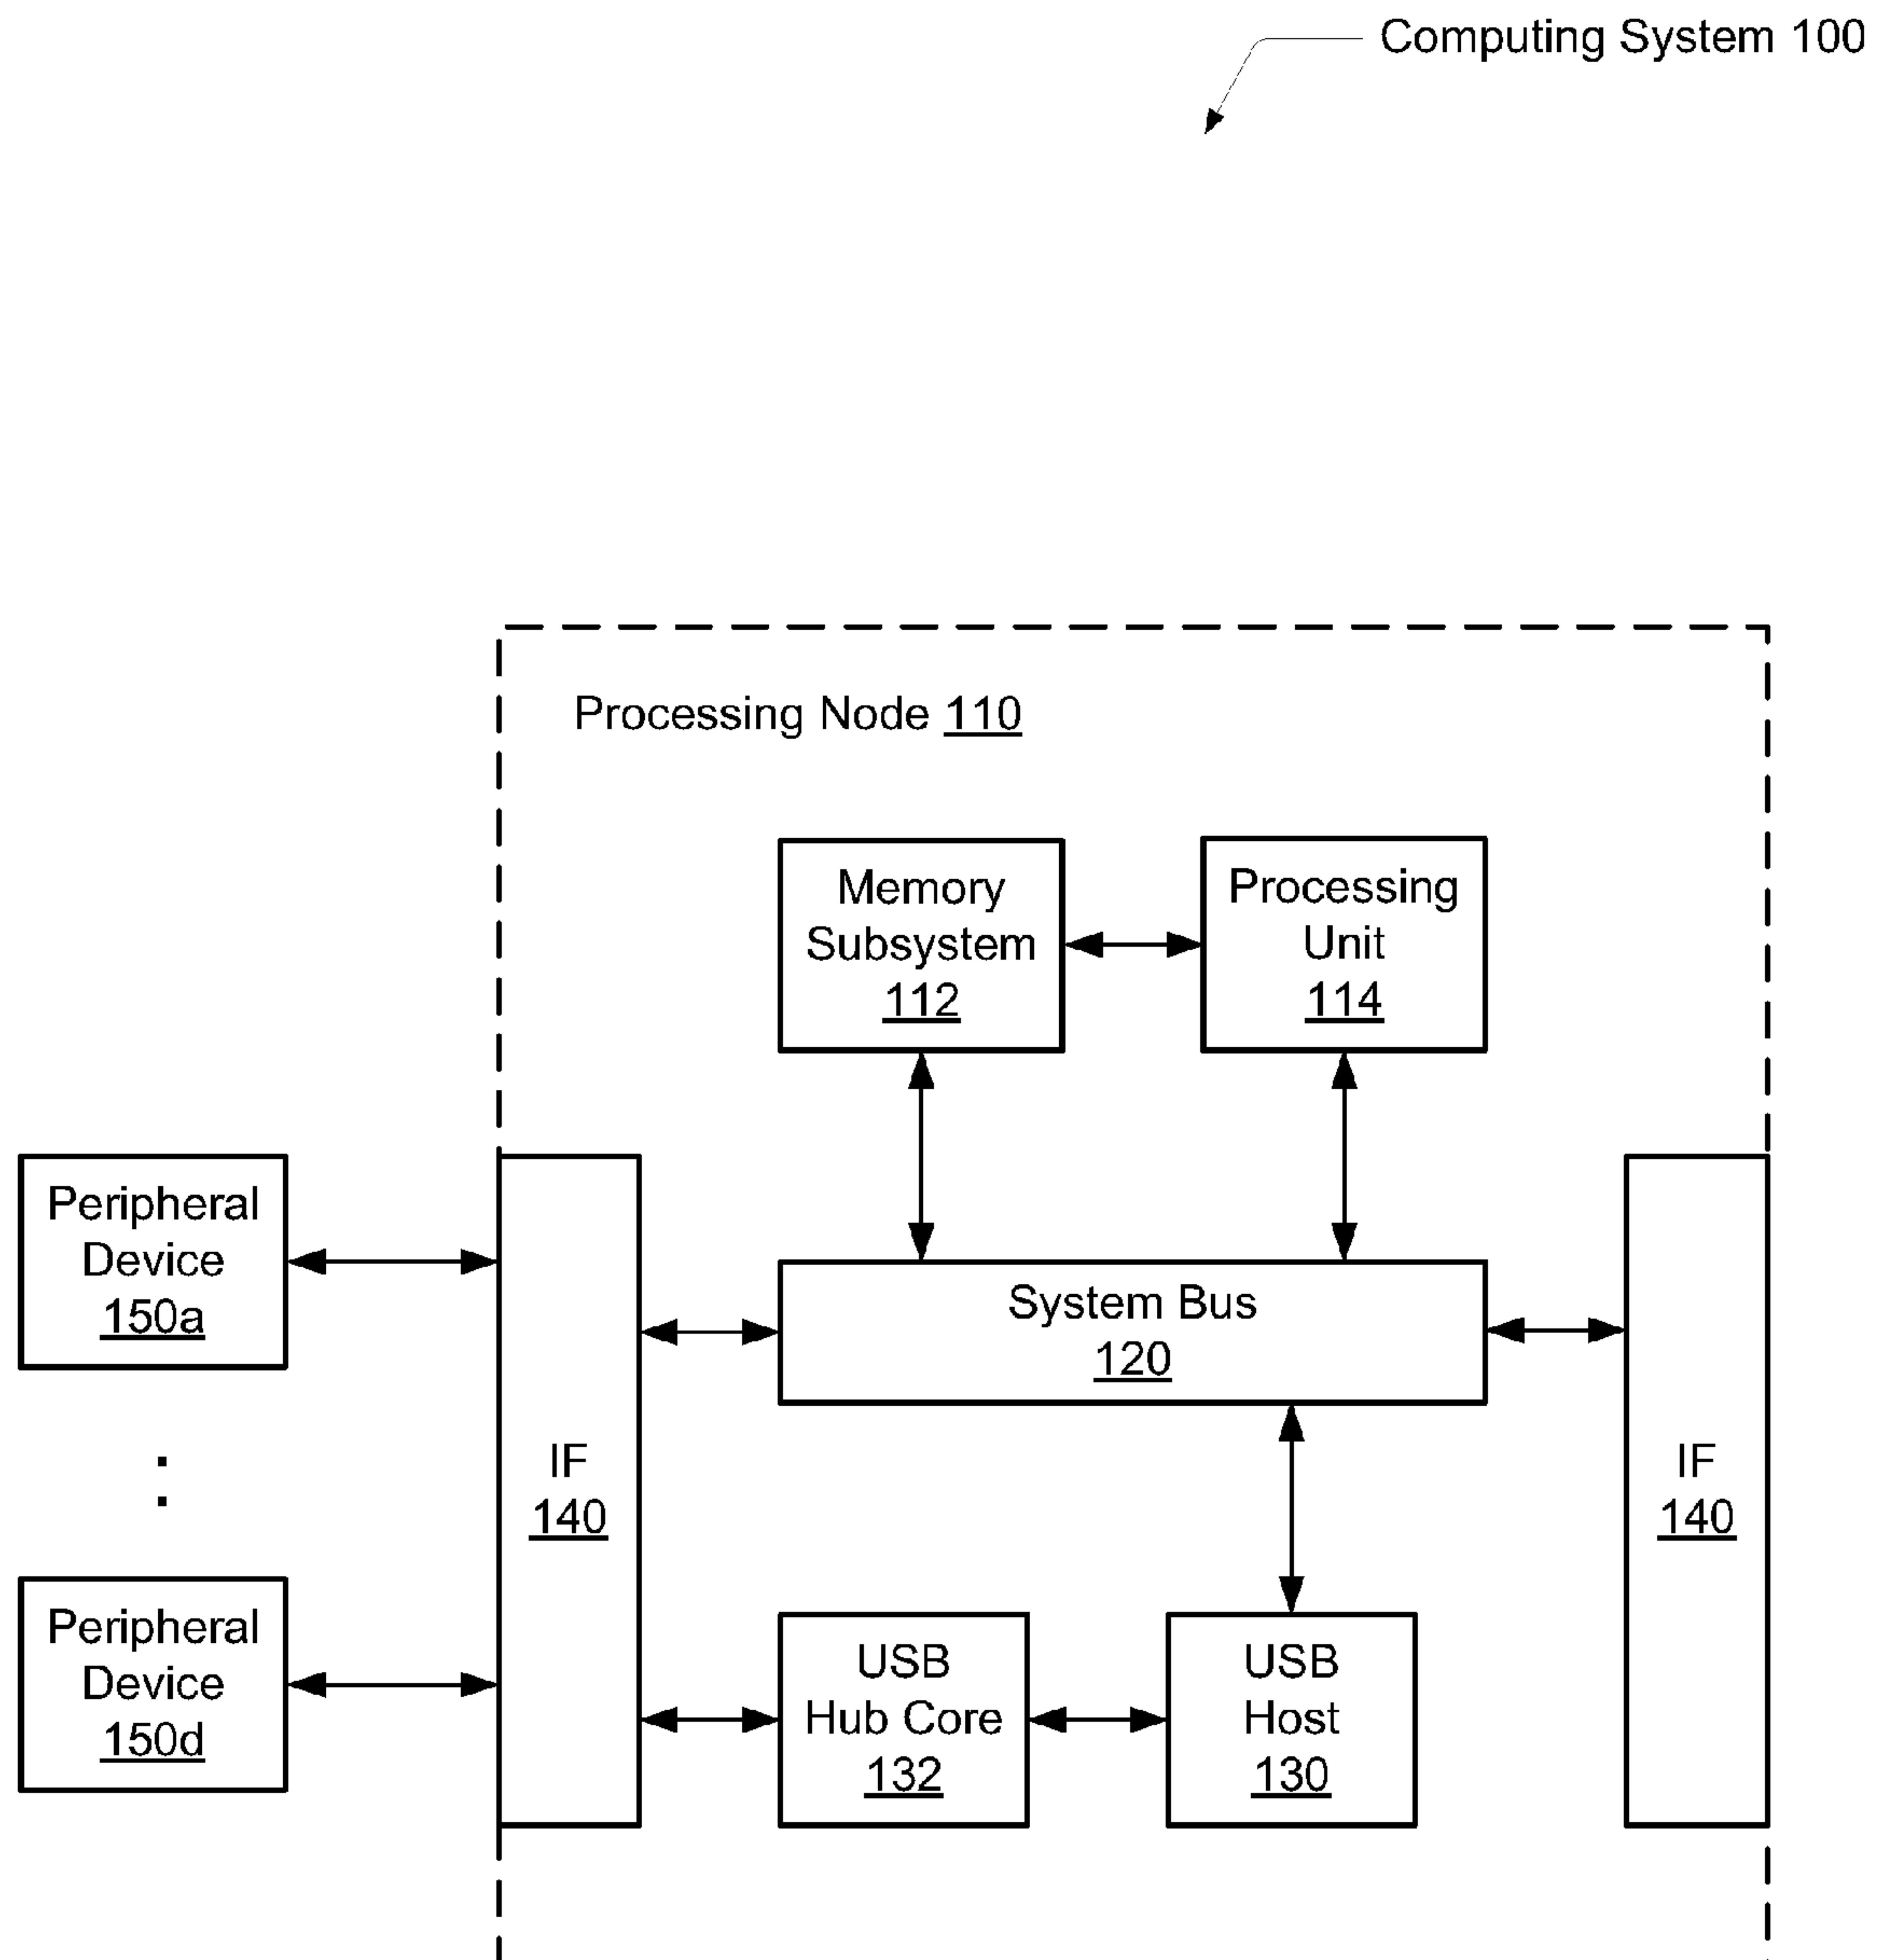 Computing System 100
Processing Node 110
Memory
Subsystem
112
Processing
Unit
114
Peripheral
Device
150a
System Bus
120
IF
140
IF
140
Peripheral
Device
150d
USB
Hub Core
132
USB
Host
130